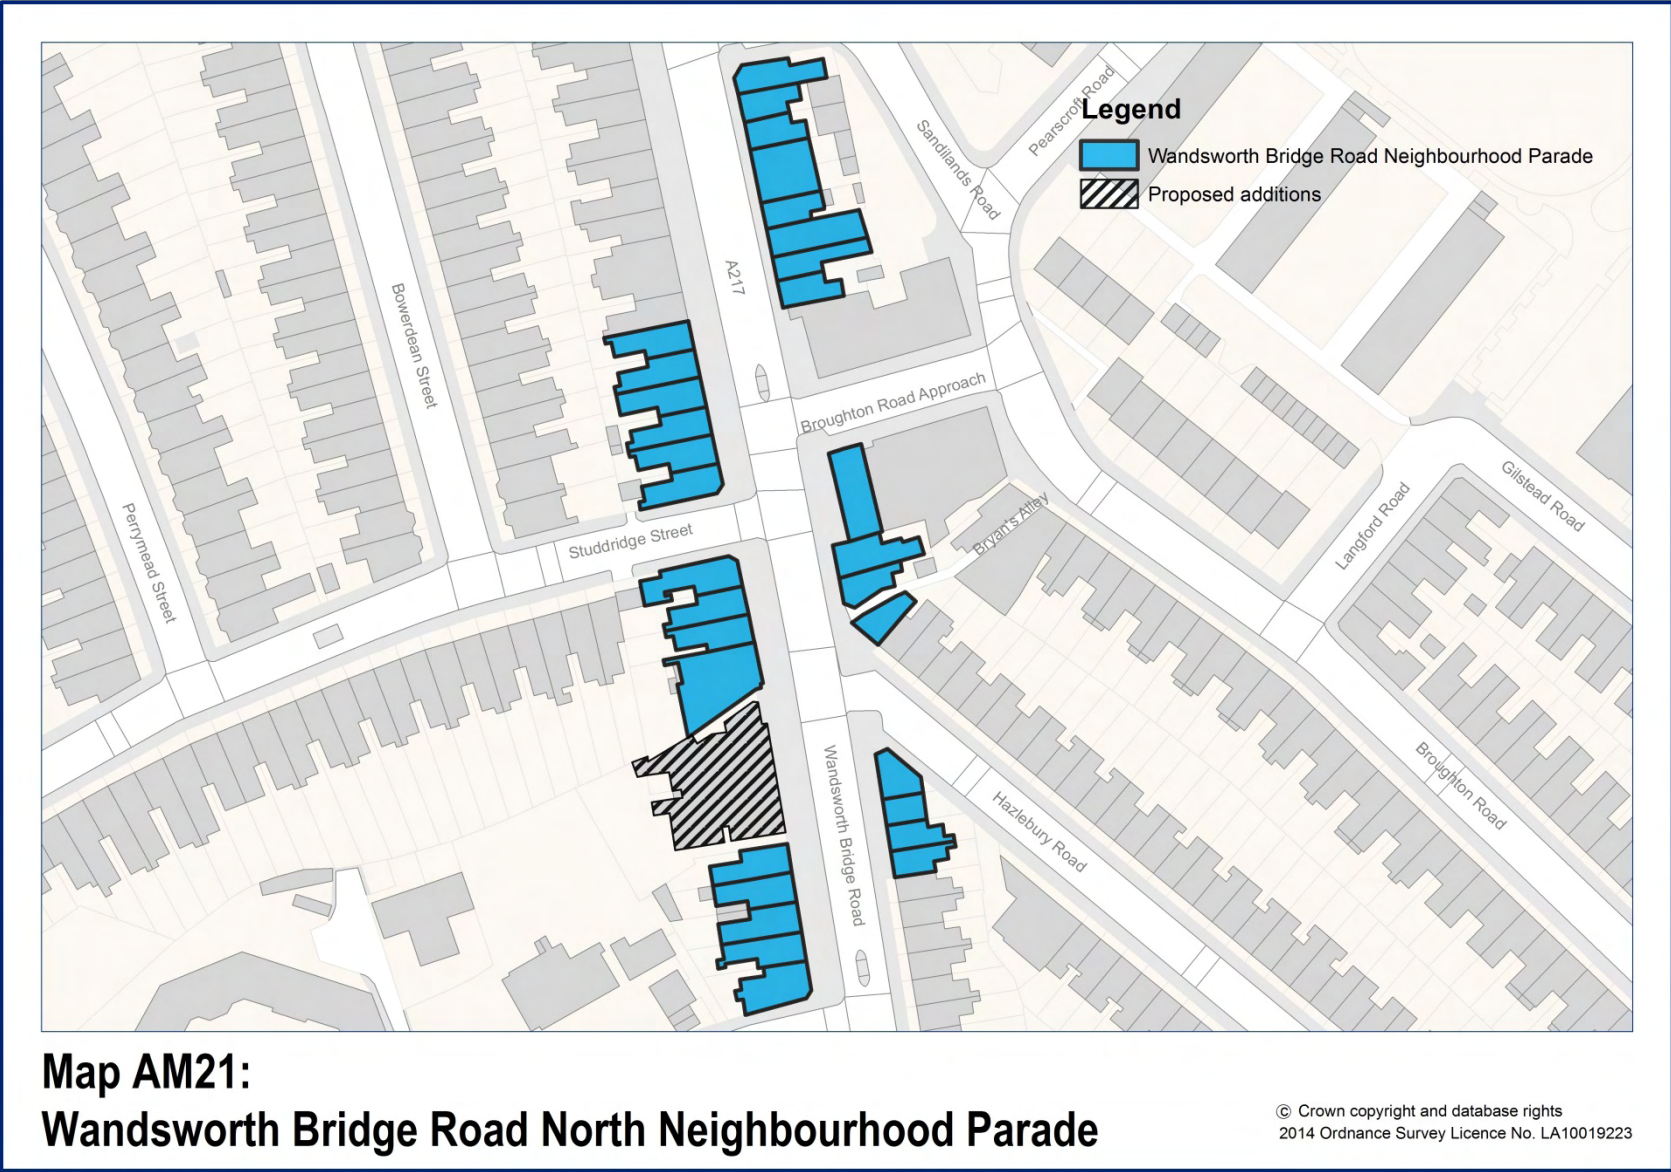 Legend
Wandsworth Bridge Road Neighbourhood Parade
Proposed additions
Pearscroft Road
Sandilands Road
A217
Bowerdean Street
Broughton Road Approach
Perrymead Street
Studdridge Street
Bryan's Alley
Langford Road
Gilstead Road
Wandsworth Bridge Road
Hazlebury Road
Broughton Road
Map AM21:
Wandsworth Bridge Road North Neighbourhood Parade
© Crown copyright and database rights
2014 Ordnance Survey Licence No. LA10019223